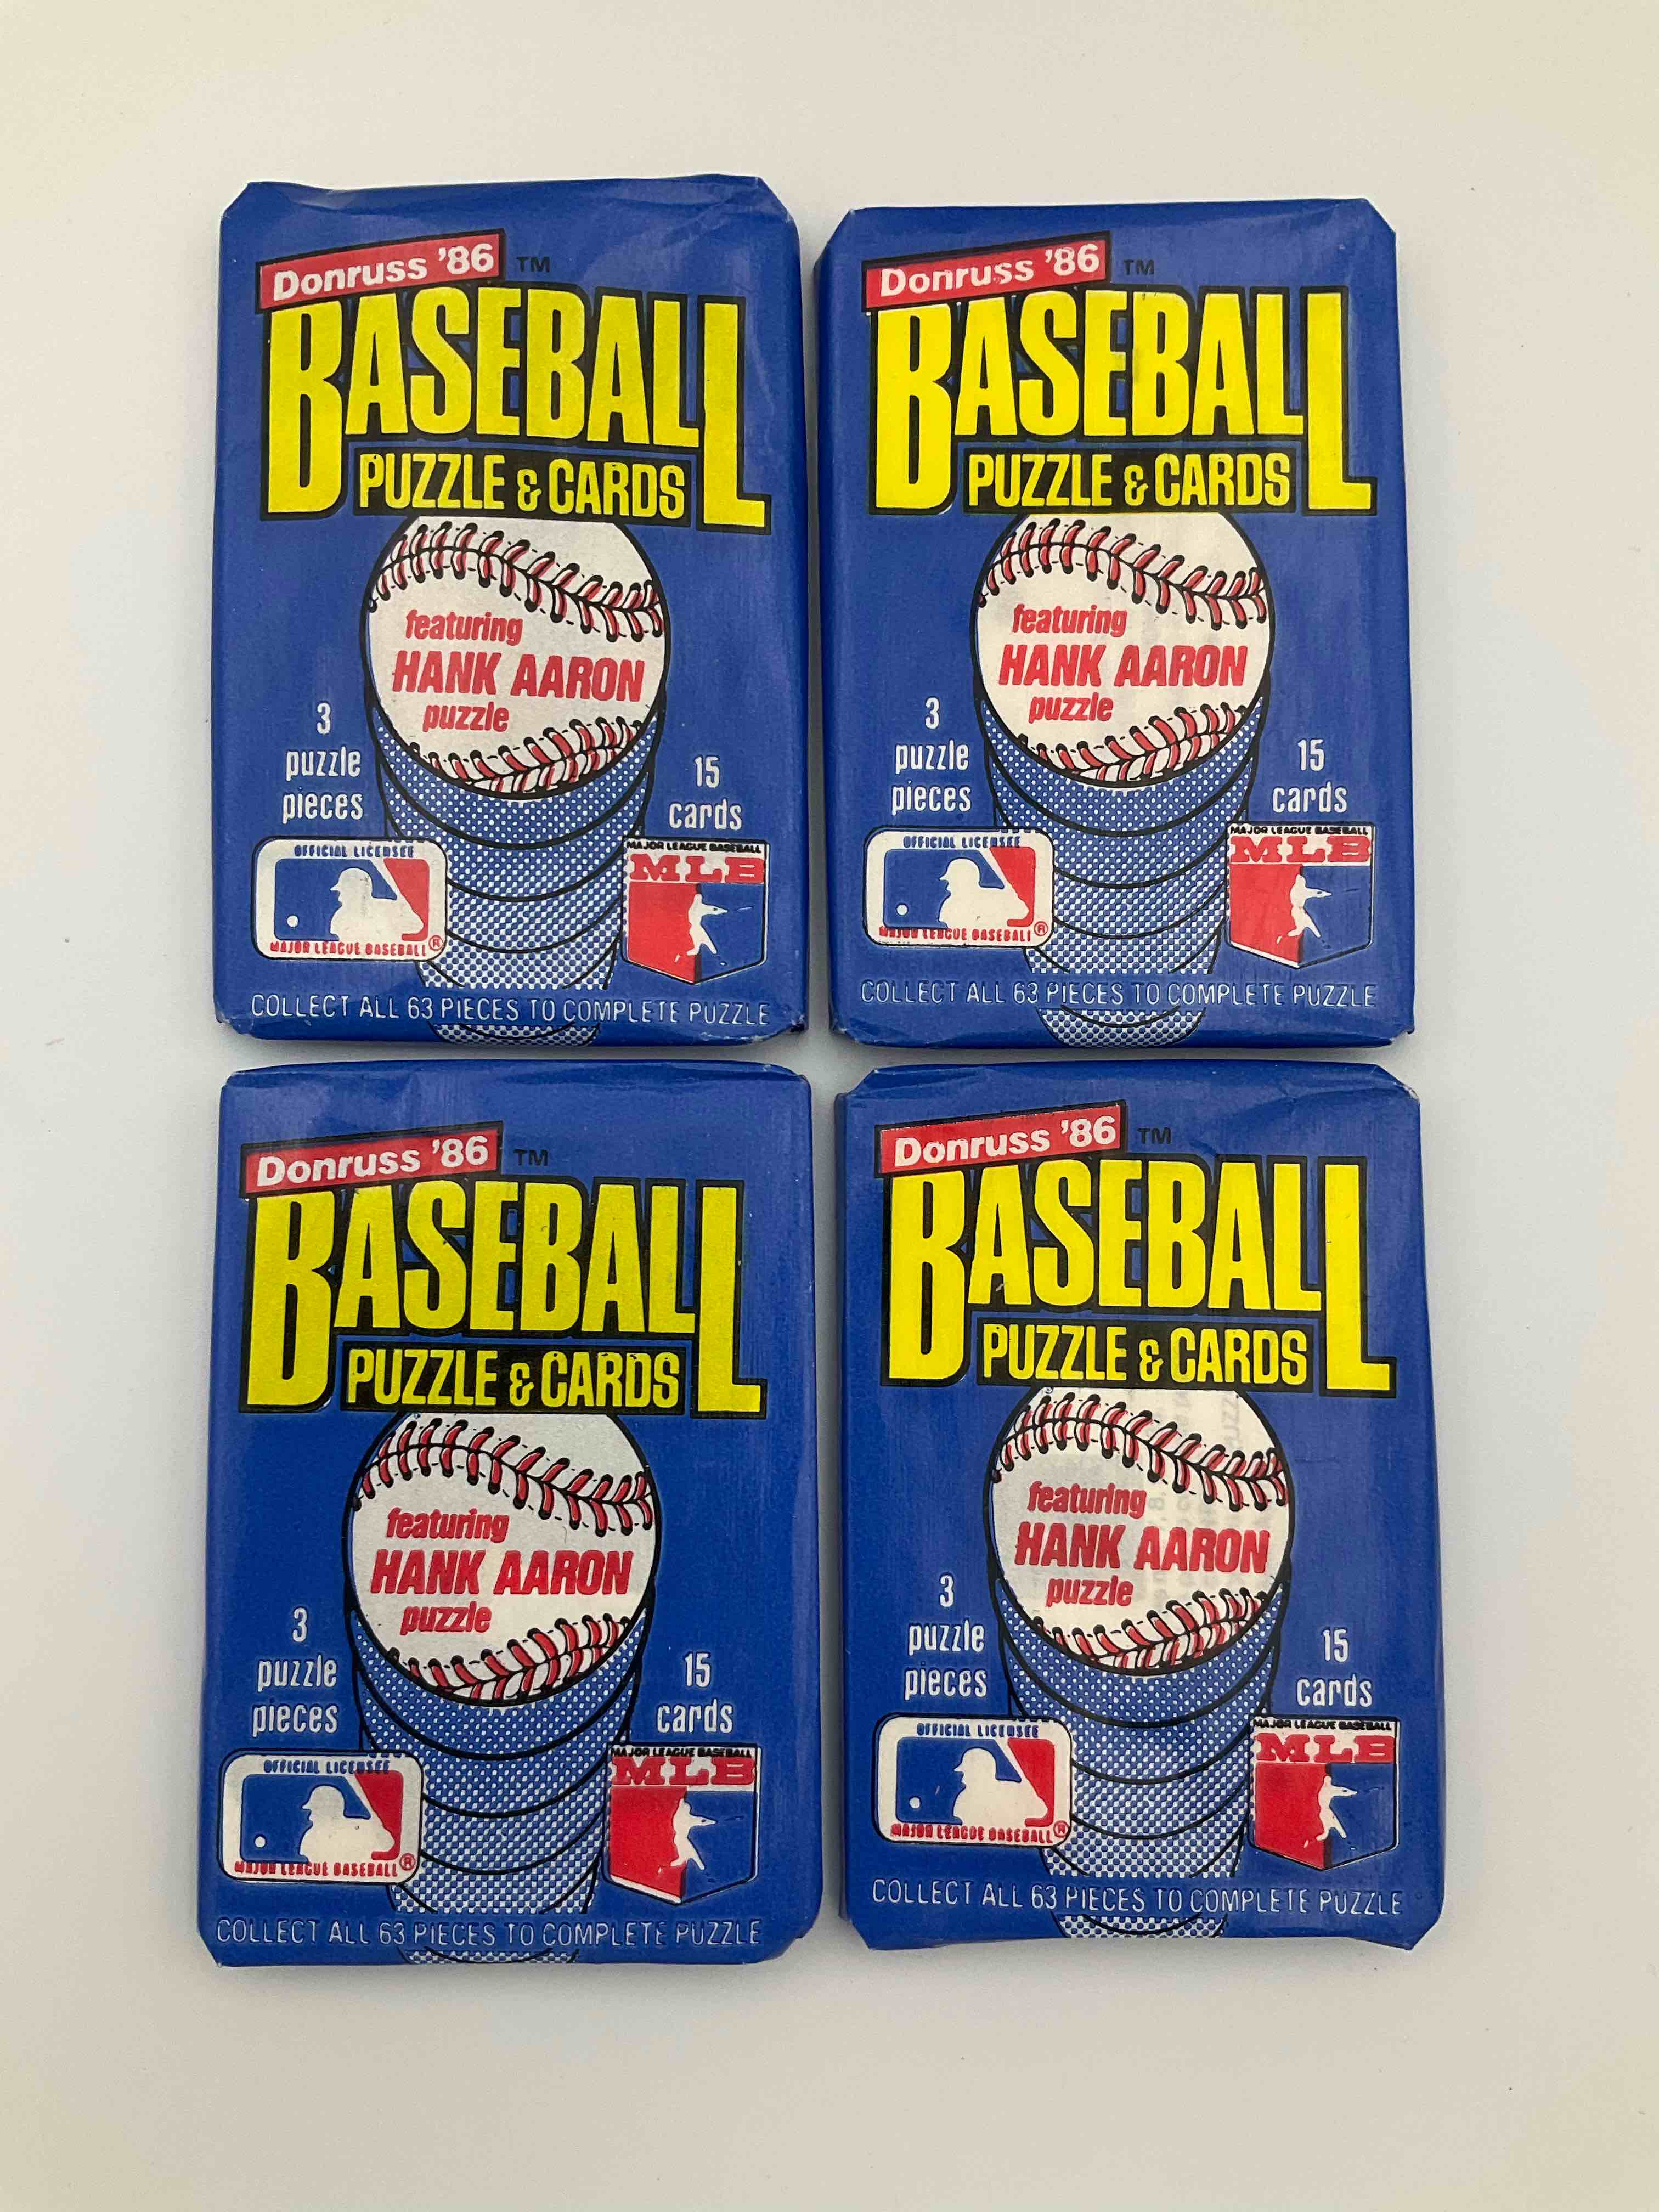 Donruss '86 TM
BASEBALL
PUZZLE & CARDS
featuring
HANK AARON
puzzle
3
puzzle
pieces
15
cards
OFFICIAL LICENSEE
MAJOR LEAGUE BASEBALL ®
MAJOR LEAGUE BASEBALL
MLB
COLLECT ALL 63 PIECES TO COMPLETE PUZZLE
Donruss '86 TM
BASEBALL
PUZZLE & CARDS
featuring
HANK AARON
puzzle
3
puzzle
pieces
15
cards
OFFICIAL LICENSEE
MAJOR LEAGUE BASEBALL ®
MAJOR LEAGUE BASEBALL
MLB
COLLECT ALL 63 PIECES TO COMPLETE PUZZLE
Donruss '86 TM
BASEBALL
PUZZLE & CARDS
featuring
HANK AARON
puzzle
3
puzzle
pieces
15
cards
OFFICIAL LICENSEE
MAJOR LEAGUE BASEBALL ®
MAJOR LEAGUE BASEBALL
MLB
COLLECT ALL 63 PIECES TO COMPLETE PUZZLE
Donruss '86 TM
BASEBALL
PUZZLE & CARDS
featuring
HANK AARON
puzzle
3
puzzle
pieces
15
cards
OFFICIAL LICENSEE
MAJOR LEAGUE BASEBALL ®
MAJOR LEAGUE BASEBALL
MLB
COLLECT ALL 63 PIECES TO COMPLETE PUZZLE